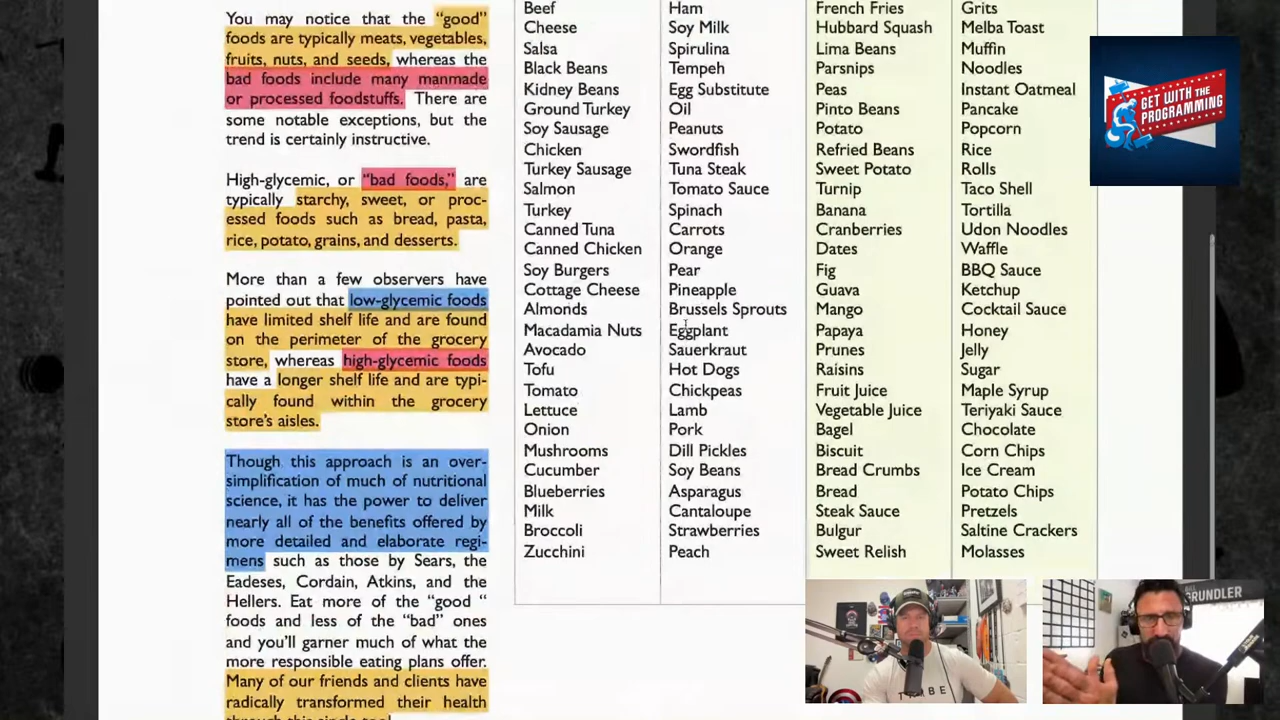 You may notice that the “good”
foods are typically meats, vegetables,
fruits, nuts, and seeds, whereas the
bad foods include many manmade
or processed foodstuffs. There are
some notable exceptions, but the
trend is certainly instructive.
High-glycemic, or “bad foods,” are
typically starchy, sweet, or proc-
essed foods such as bread, pasta,
rice, potato, grains, and desserts.
More than a few observers have
pointed out that low-glycemic foods
have limited shelf life and are found
on the perimeter of the grocery
store, whereas high-glycemic foods
have a longer shelf life and are typi-
cally found within the grocery
store’s aisles.
Though this approach is an over-
simplification of much of nutritional
science, it has the power to deliver
nearly all of the benefits offered by
more detailed and elaborate regi-
mens such as those by Sears, the
Eadeses, Cordain, Atkins, and the
Hellers. Eat more of the “good “
foods and less of the “bad” ones
and you’ll garner much of what the
more responsible eating plans offer.
Many of our friends and clients have
radically transformed their health
through this single tool
Beef
Cheese
Salsa
Black Beans
Kidney Beans
Ground Turkey
Soy Sausage
Chicken
Turkey Sausage
Salmon
Turkey
Canned Tuna
Canned Chicken
Soy Burgers
Cottage Cheese
Almonds
Macadamia Nuts
Avocado
Tofu
Tomato
Lettuce
Onion
Mushrooms
Cucumber
Blueberries
Milk
Broccoli
Zucchini
Ham
Soy Milk
Spirulina
Tempeh
Egg Substitute
Oil
Peanuts
Swordfish
Tuna Steak
Tomato Sauce
Spinach
Carrots
Orange
Pear
Pineapple
Brussels Sprouts
Eggplant
Sauerkraut
Hot Dogs
Chickpeas
Lamb
Pork
Dill Pickles
Soy Beans
Asparagus
Cantaloupe
Strawberries
Peach
French Fries
Hubbard Squash
Lima Beans
Parsnips
Peas
Pinto Beans
Potato
Refried Beans
Sweet Potato
Turnip
Banana
Cranberries
Dates
Fig
Guava
Mango
Papaya
Prunes
Raisins
Fruit Juice
Vegetable Juice
Bagel
Biscuit
Bread Crumbs
Bread
Steak Sauce
Bulgur
Sweet Relish
Grits
Melba Toast
Muffin
Noodles
Instant Oatmeal
Pancake
Popcorn
Rice
Rolls
Taco Shell
Tortilla
Udon Noodles
Waffle
BBQ Sauce
Ketchup
Cocktail Sauce
Honey
Jelly
Sugar
Maple Syrup
Teriyaki Sauce
Chocolate
Corn Chips
Ice Cream
Potato Chips
Pretzels
Saltine Crackers
Molasses
GET WITH THE
PROGRAMMING
GRUNDLER